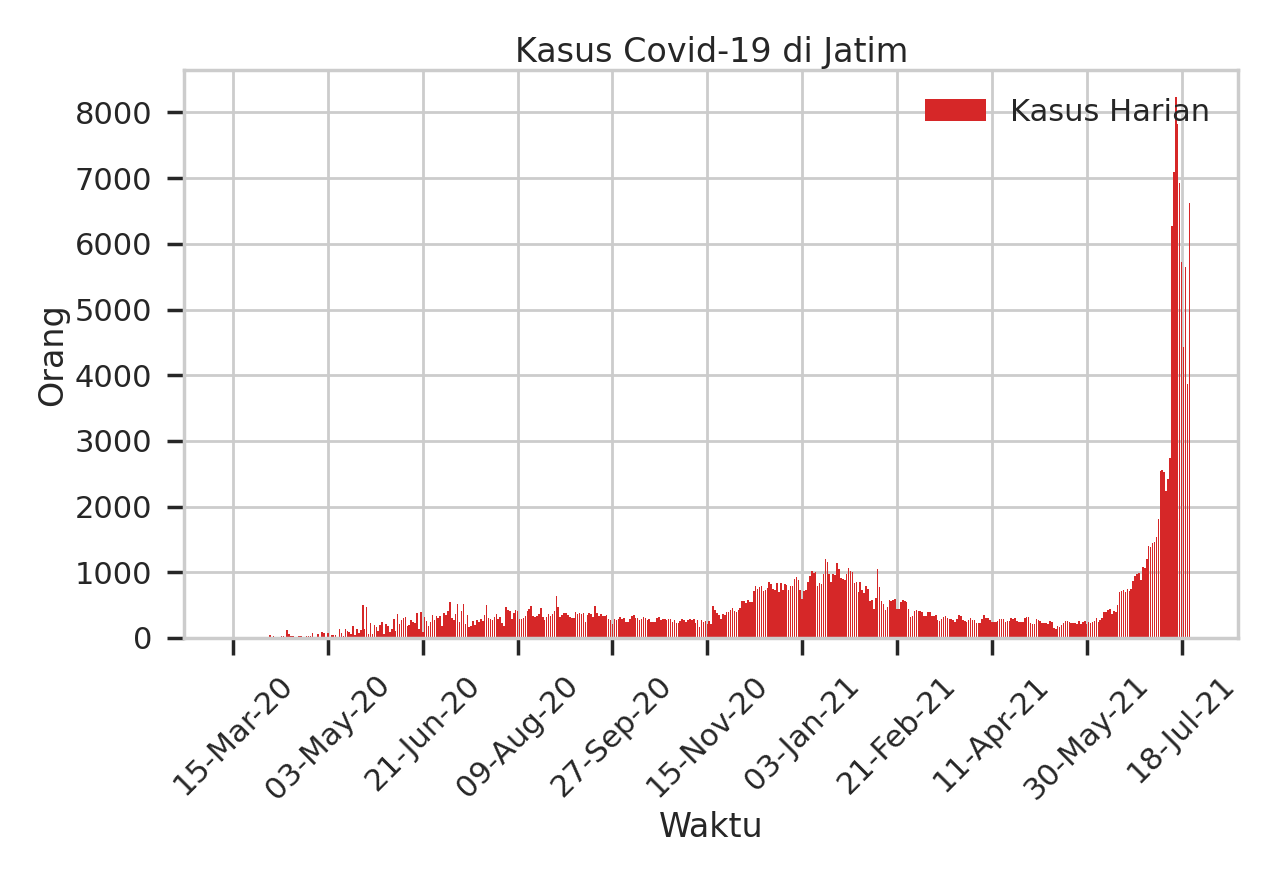 Kasus Covid-19 di Jatim
Kasus Harian
8000
7000
6000
5000
4000
3000
2000
1000
0
Orang
15-Mar-20
03-May-20
21-Jun-20
09-Aug-20
27-Sep-20
15-Nov-20
03-Jan-21
21-Feb-21
11-Apr-21
30-May-21
18-Jul-21
Waktu